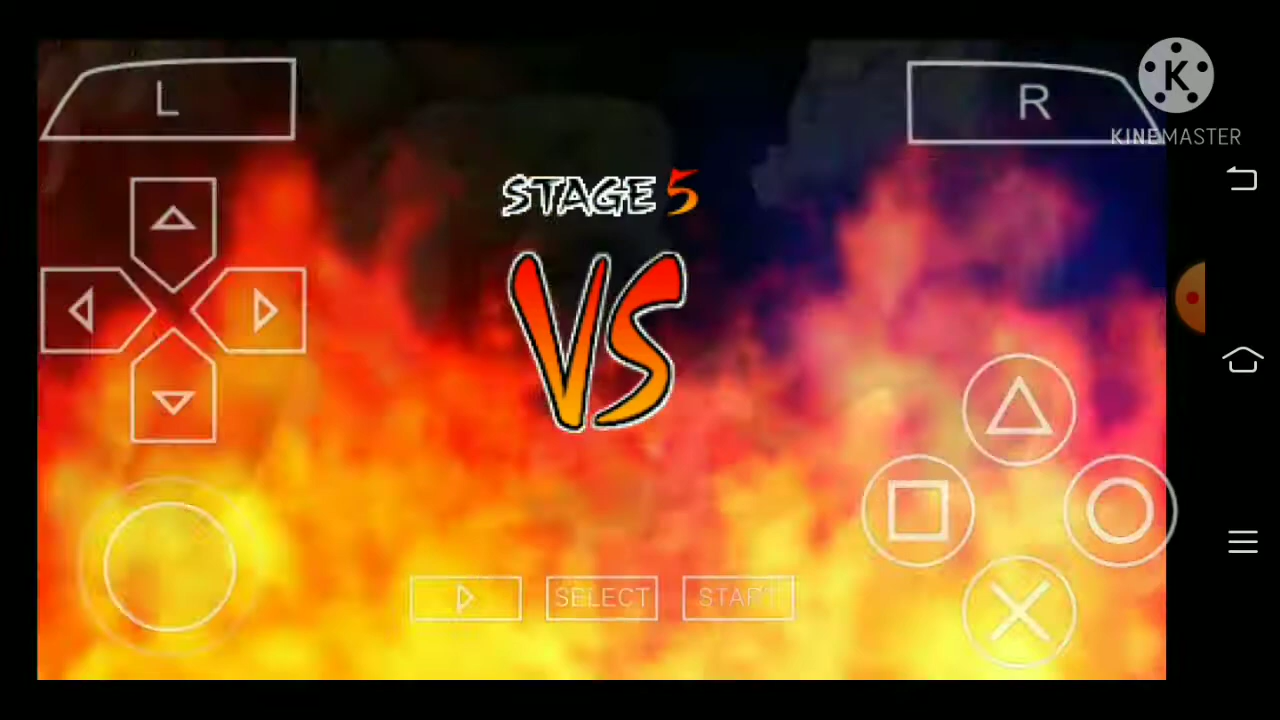 L
R
K
KINEMASTER
STAGE 5
VS
SELECT
START